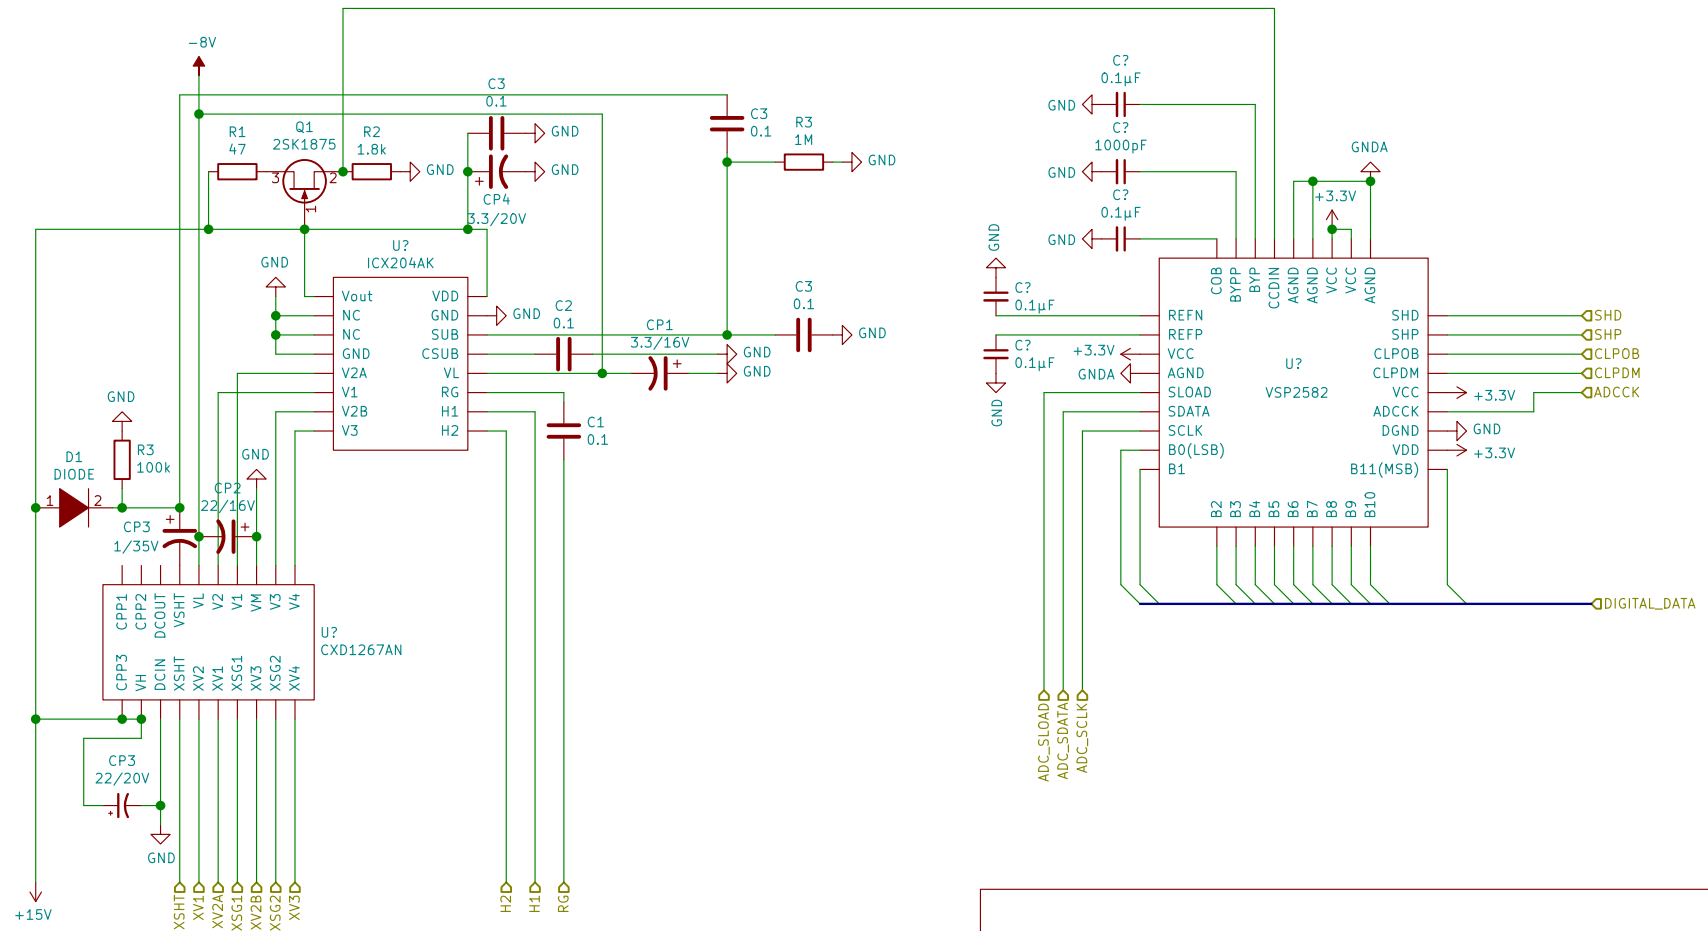 -8V
C3
0.1
R1
47
Q1
2SK1875
3
2
1
R2
1.8k
GND
GND
GND
+
CP4
3.3/20V
C3
0.1
R3
1M
GND
GND
U?
ICX204AK
Vout
NC
NC
GND
V2A
V1
V2B
V3
VDD
GND
SUB
CSUB
VL
RG
H1
H2
GND
C2
0.1
CP1
3.3/16V
+
GND
GND
C3
0.1
GND
C1
0.1
GND
R3
100k
D1
DIODE
1
2
GND
CP2
22/16V
+
+
CP3
1/35V
CPP1
CPP2
DCOUT
VSHT
VL
V2
V1
VM
V3
V4
U?
CXD1267AN
CPP3
VH
DCIN
XSHT
XV2
XV1
XSG1
XV3
XSG2
XV4
CP3
22/20V
+
GND
+15V
XSHT
XV1
XV2A
XSG1
XV2B
XSG2
XV3
H2
H1
RG
C?
0.1µF
GND
C?
1000pF
GND
C?
0.1µF
GND
GNDA
+3.3V
GND
C?
0.1µF
C?
0.1µF
GND
+3.3V
GNDA
COB
BYPP
BYP
CCDIN
AGND
AGND
VCC
VCC
AGND
REFN
REFP
VCC
AGND
SLOAD
SDATA
SCLK
B0(LSB)
B1
U?
VSP2582
SHD
SHP
CLPOB
CLPDM
VCC
ADCCK
DGND
VDD
B11(MSB)
B2
B3
B4
B5
B6
B7
B8
B9
B10
SHD
SHP
CLPOB
CLPDM
+3.3V
ADCCK
GND
+3.3V
DIGITAL_DATA
ADC_SLOAD
ADC_SDATA
ADC_SCLK